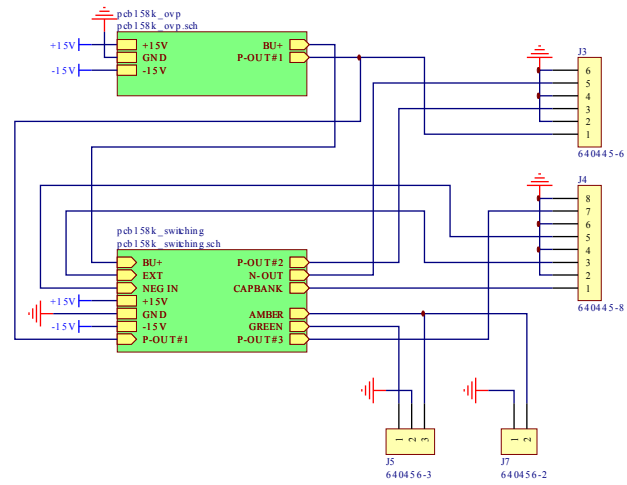 pcb158k_ovp
pcb158k_ovp.sch
+15V
+15V
BU+
GND
P-OUT#1
-15V
-15V
J3
6
5
4
3
2
1
640445-6
J4
8
7
6
5
4
3
2
1
640445-8
pcb158k_switching
pcb158k_switching.sch
BU+
P-OUT#2
EXT
N-OUT
NEG IN
CAPBANK
+15V
+15V
GND
AMBER
-15V
-15V
GREEN
P-OUT#1
P-OUT#3
1
2
3
J5
640456-3
1
2
J7
640456-2